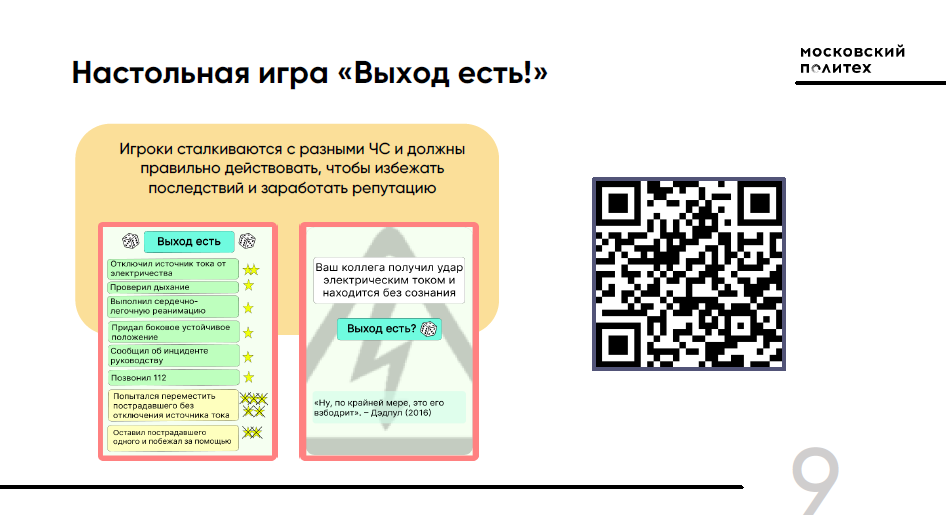 Настольная игра «Выход есть!»
московский
политех
Игроки сталкиваются с разными ЧС и должны
правильно действовать, чтобы избежать
последствий и заработать репутацию
Выход есть
Отключил источник тока от
электричества
Проверил дыхание
Выполнил сердечно-
легочную реанимацию
Придал боковое устойчивое
положение
Сообщил об инциденте
руководству
Позвонил 112
Попытался переместить
пострадавшего без
отключения источника тока
Оставил пострадавшего
одного и побежал за помощью
Ваш коллега получил удар
электрическим током и
находится без сознания
Выход есть?
«Ну, по крайней мере, это его
взбодрит». – Дэдпул (2016)
9